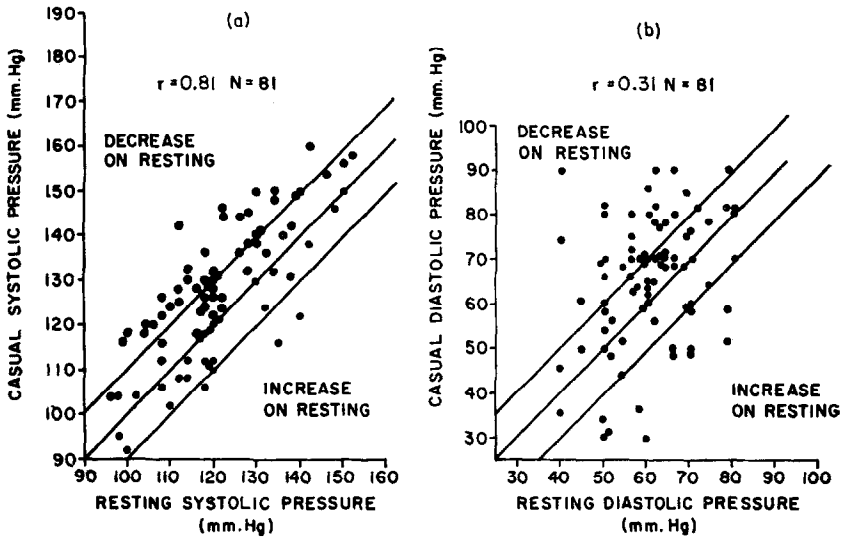 (a)
r = 0.81 N = 81
DECREASE
ON RESTING
INCREASE
ON RESTING
CASUAL SYSTOLIC PRESSURE (mm.Hg)
190
190
180
170
160
150
140
130
120
110
100
90
90 100 110 120 130 140 150 160
RESTING SYSTOLIC PRESSURE
(mm.Hg)
(b)
r = 0.31 N = 81
DECREASE
ON RESTING
INCREASE
ON RESTING
CASUAL DIASTOLIC PRESSURE (mm.Hg)
100
90
80
70
60
50
40
30
30 40 50 60 70 80 90 100
RESTING DIASTOLIC PRESSURE
(mm.Hg)